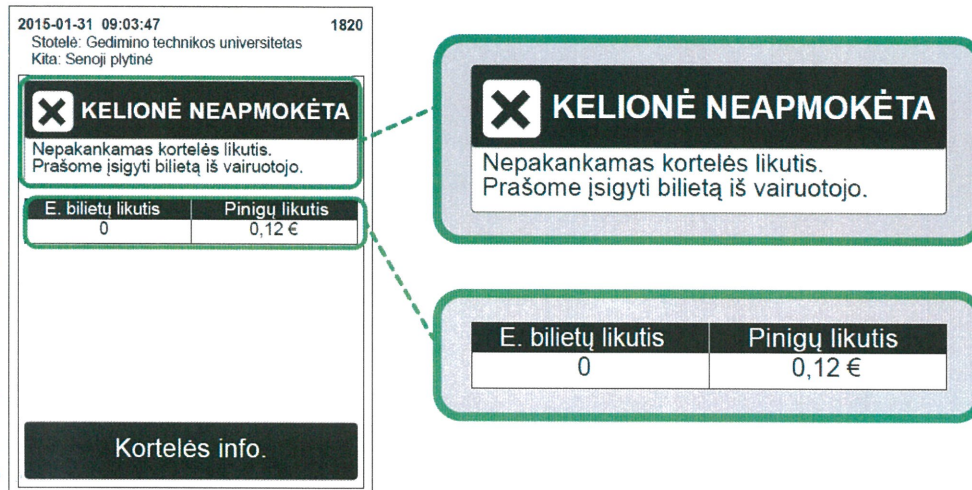 2015-01-31 09:03:47 1820
Stotelė: Gedimino technikos universitetas
Kita: Senoji plytinė
KELIONĖ NEAPMOKĖTA
Nepakankamas kortelės likutis.
Prašome įsigyti bilietą iš vairuotojo.
E. bilietų likutis Pinigų likutis
0 0,12 €
Kortelės info.
KELIONĖ NEAPMOKĖTA
Nepakankamas kortelės likutis.
Prašome įsigyti bilietą iš vairuotojo.
E. bilietų likutis Pinigų likutis
0 0,12 €